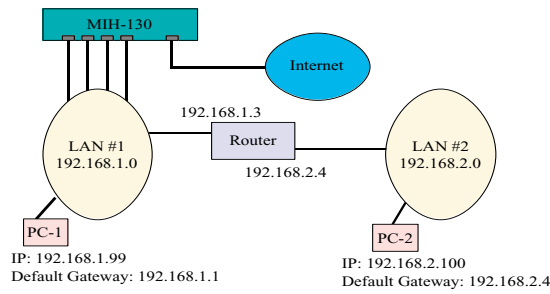 MIH-130
Internet
192.168.1.3
LAN #1
192.168.1.0
Router
LAN #2
192.168.2.0
192.168.2.4
PC-1
PC-2
IP: 192.168.1.99
Default Gateway: 192.168.1.1
IP: 192.168.2.100
Default Gateway: 192.168.2.4